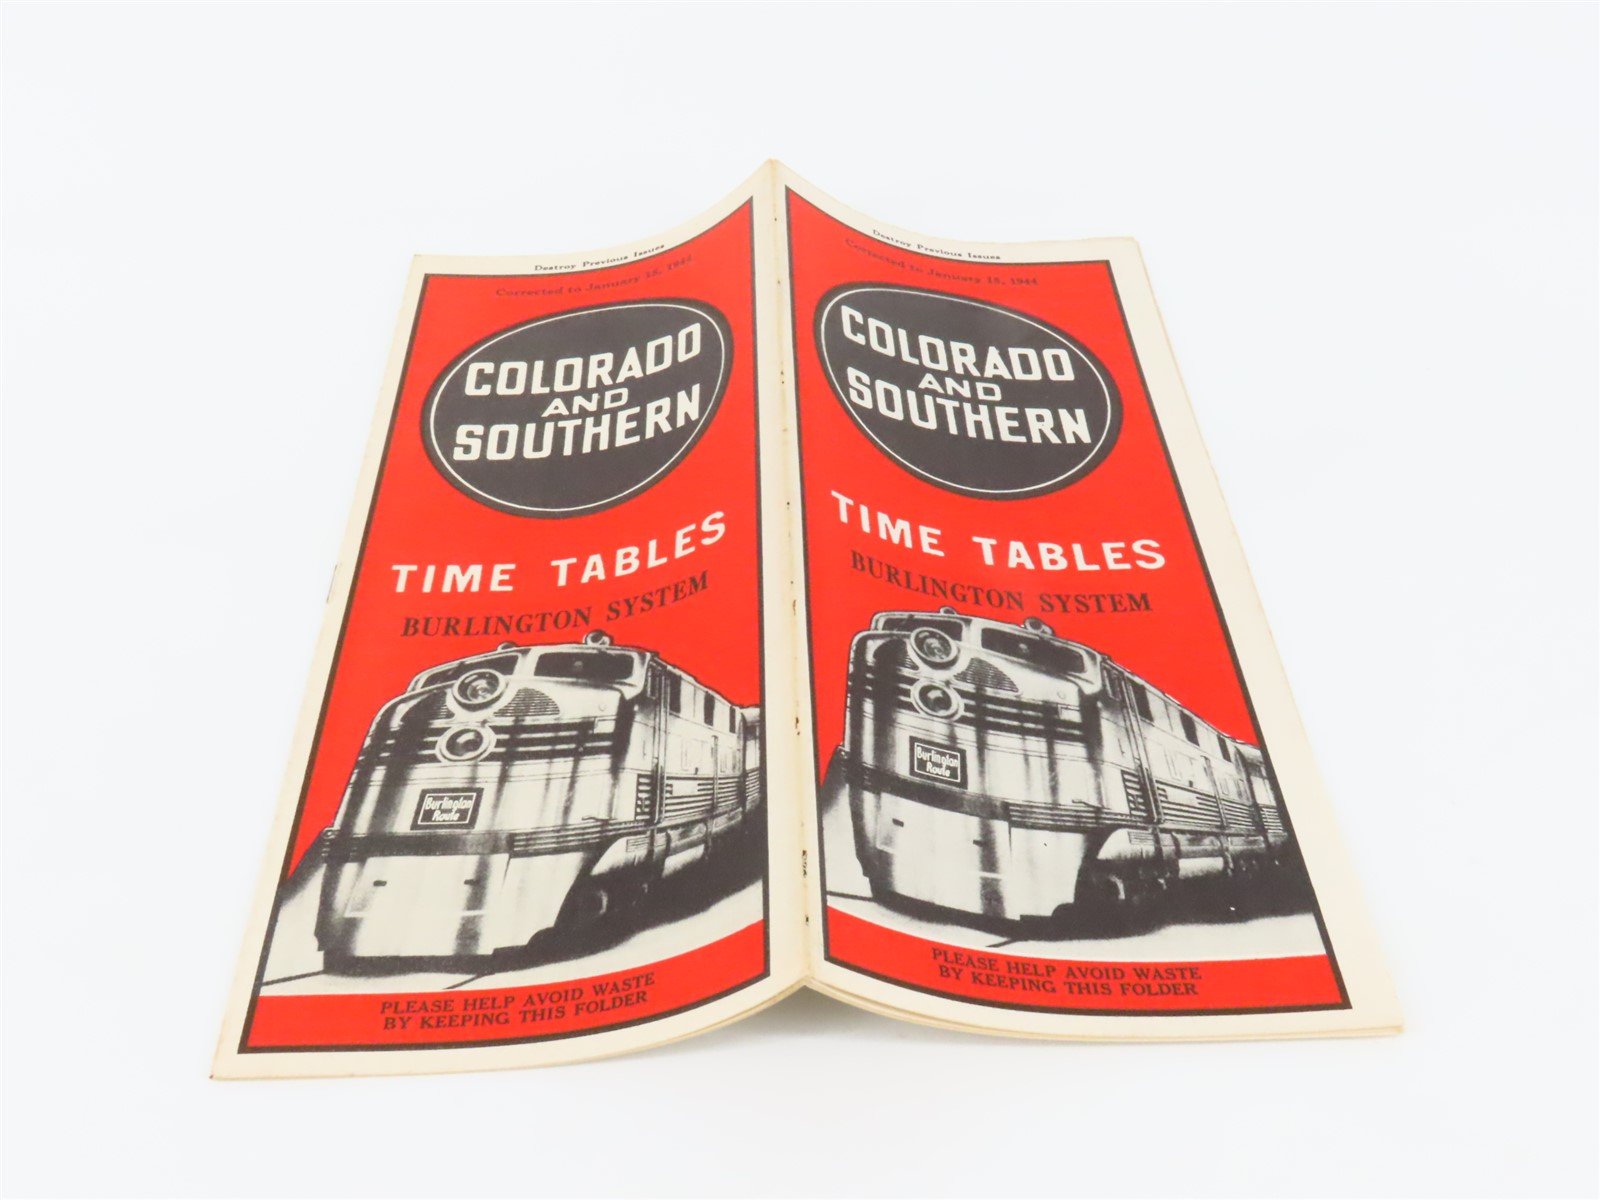 Destroy Previous Issues
Corrected to January 15, 1944
COLORADO
AND
SOUTHERN
TIME TABLES
BURLINGTON SYSTEM
Burlington
Route
PLEASE HELP AVOID WASTE
BY KEEPING THIS FOLDER
Destroy Previous Issues
Corrected to January 15, 1944
COLORADO
AND
SOUTHERN
TIME TABLES
BURLINGTON SYSTEM
Burlington
Route
PLEASE HELP AVOID WASTE
BY KEEPING THIS FOLDER